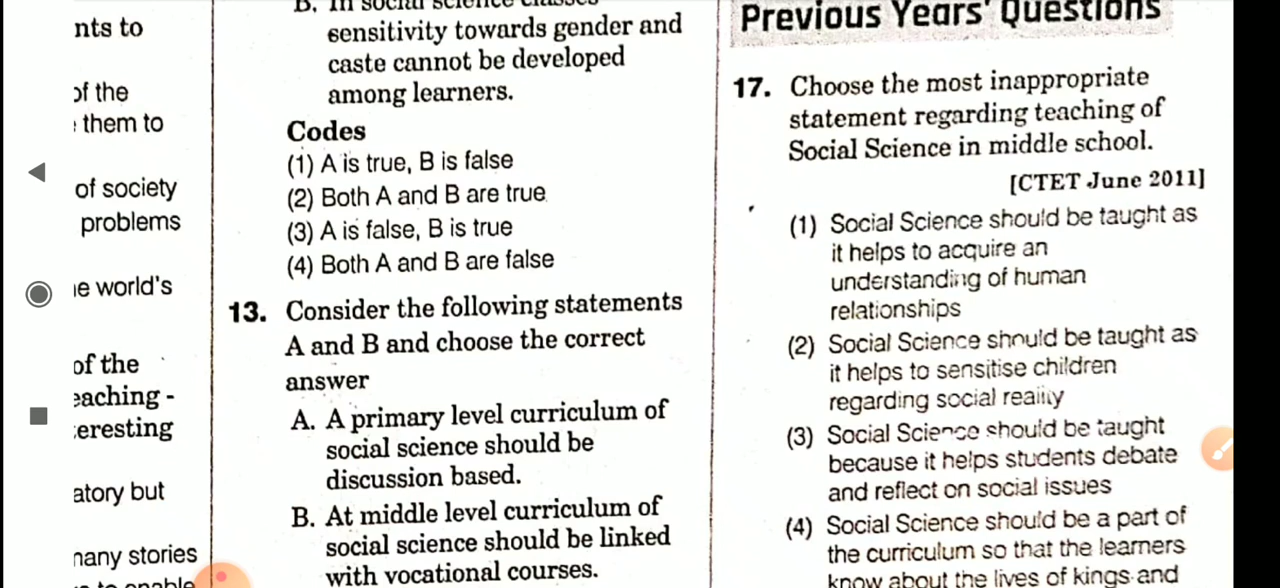 nts to
of the
them to
of society
problems
e world's
of the
eaching -
eresting
atory but
nany stories
B. In social science classes
sensitivity towards gender and
caste cannot be developed
among learners.
Codes
(1) A is true, B is false
(2) Both A and B are true
(3) A is false, B is true
(4) Both A and B are false
13. Consider the following statements
A and B and choose the correct
answer
A. A primary level curriculum of
social science should be
discussion based.
B. At middle level curriculum of
social science should be linked
with vocational courses.
Previous Years' Questions
17. Choose the most inappropriate
statement regarding teaching of
Social Science in middle school.
[CTET June 2011]
(1) Social Science should be taught as
it helps to acquire an
understanding of human
relationships
(2) Social Science should be taught as
it helps to sensitise children
regarding social reality
(3) Social Science should be taught
because it helps students debate
and reflect on social issues
(4) Social Science should be a part of
the curriculum so that the learners
know about the lives of kings and